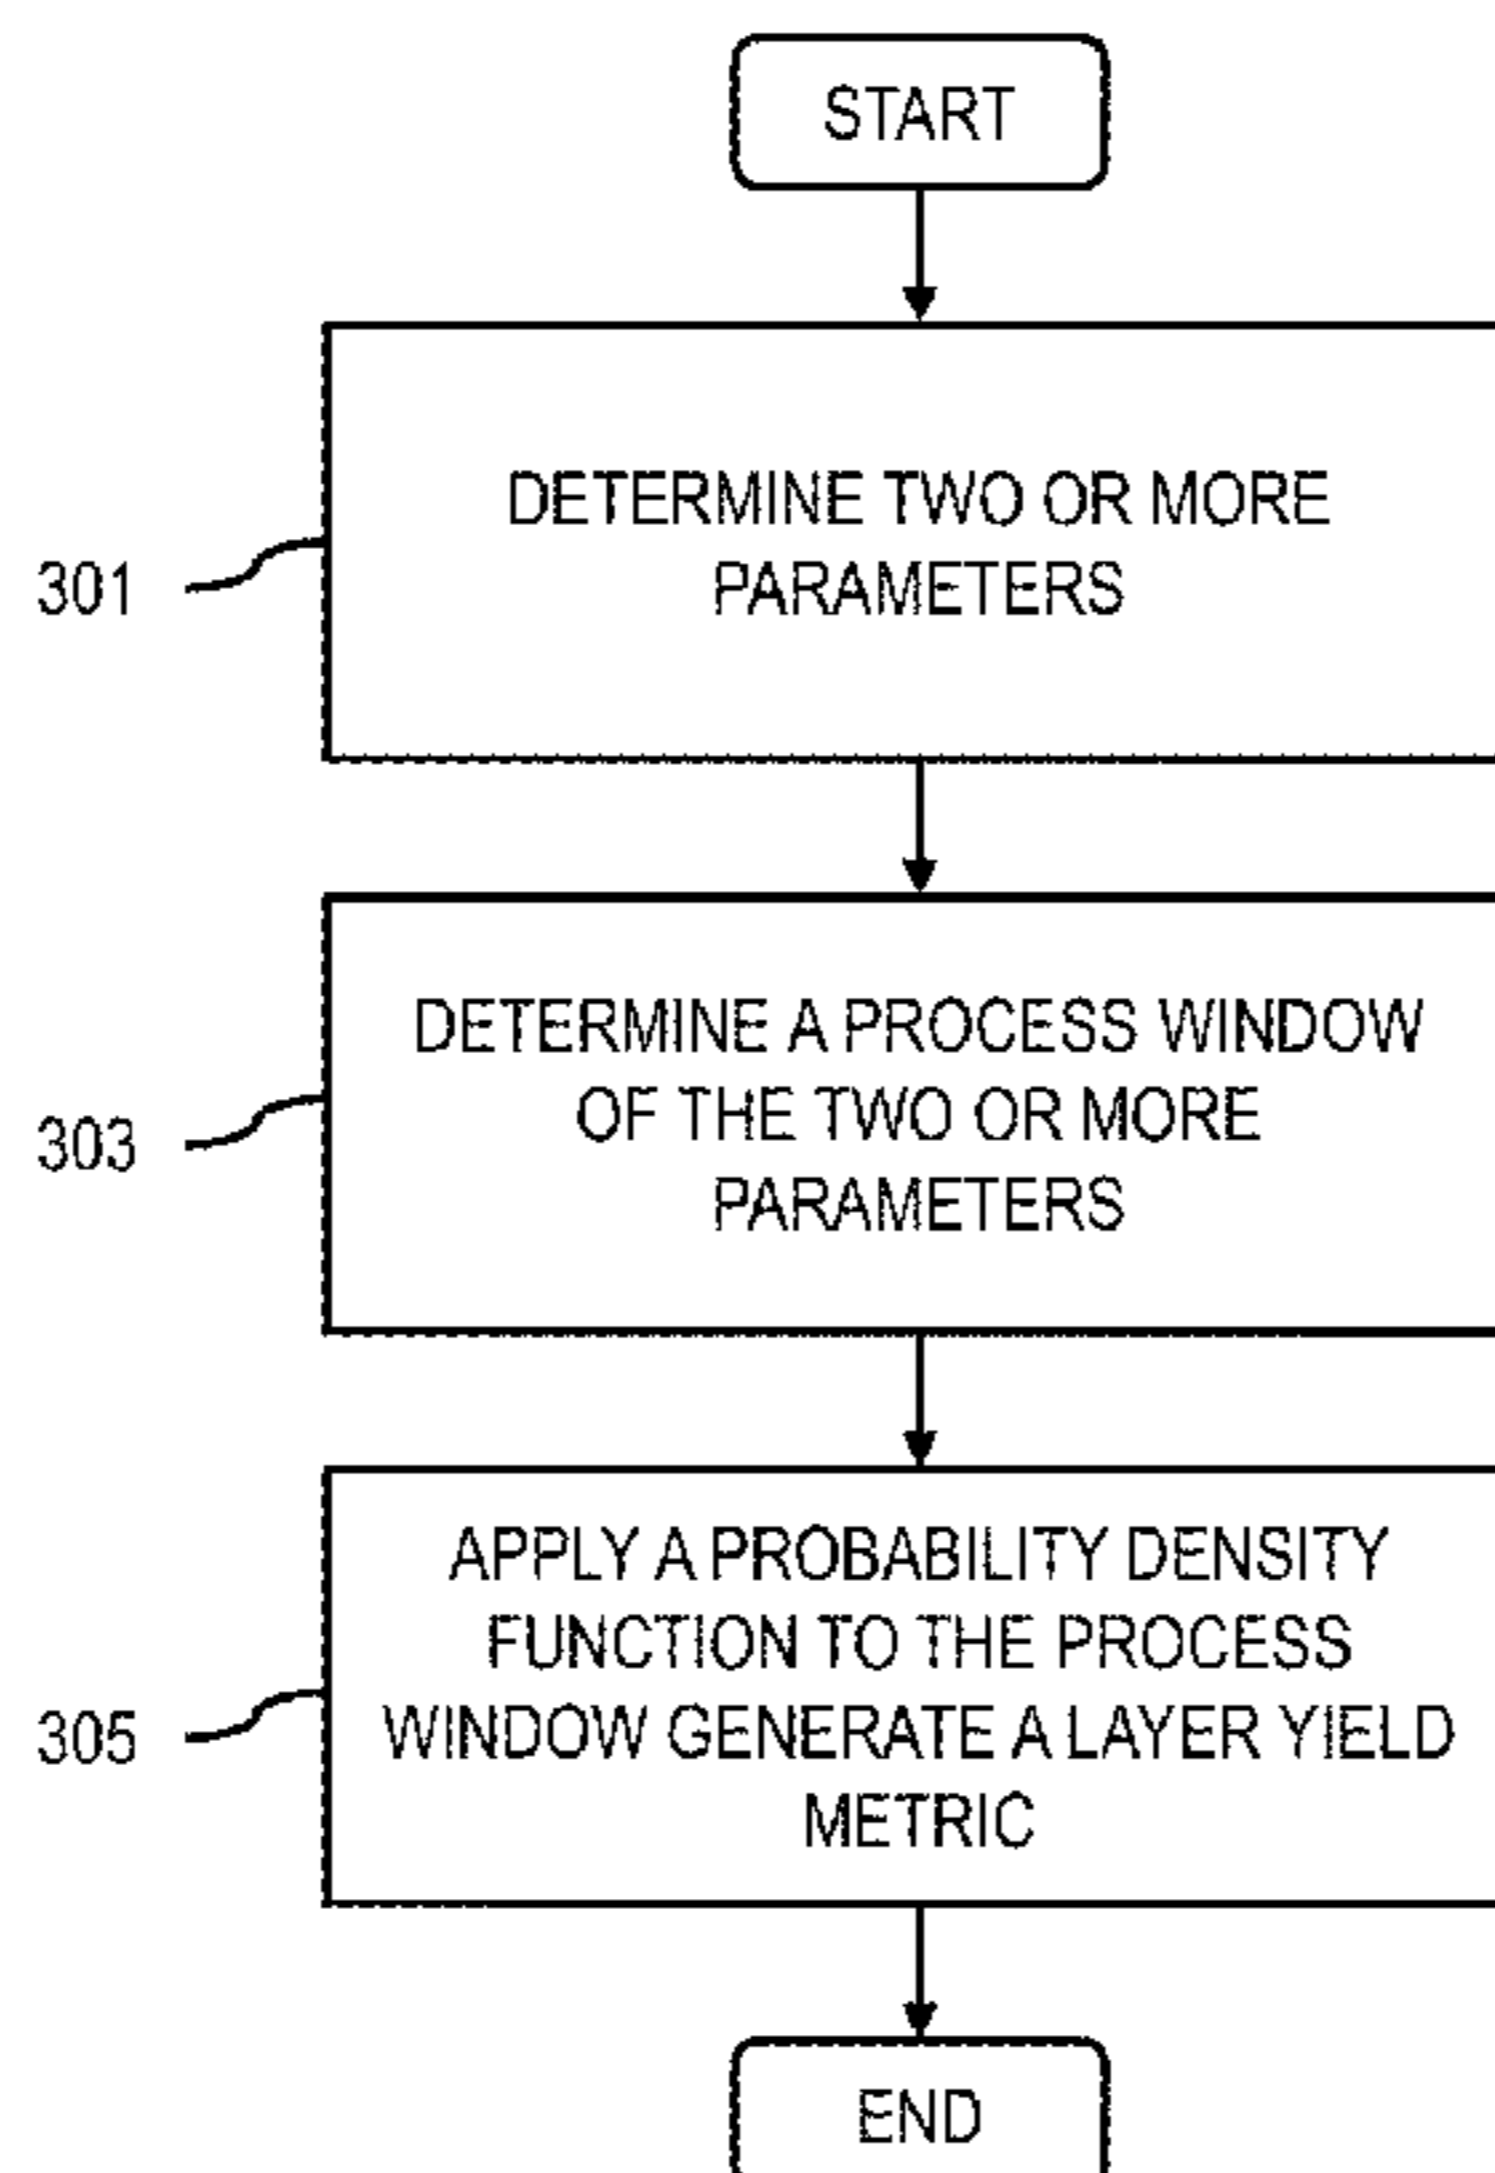 START
DETERMINE TWO OR MORE
PARAMETERS
301
DETERMINE A PROCESS WINDOW
OF THE TWO OR MORE
PARAMETERS
303
APPLY A PROBABILITY DENSITY
FUNCTION TO THE PROCESS
WINDOW GENERATE A LAYER YIELD
METRIC
305
END